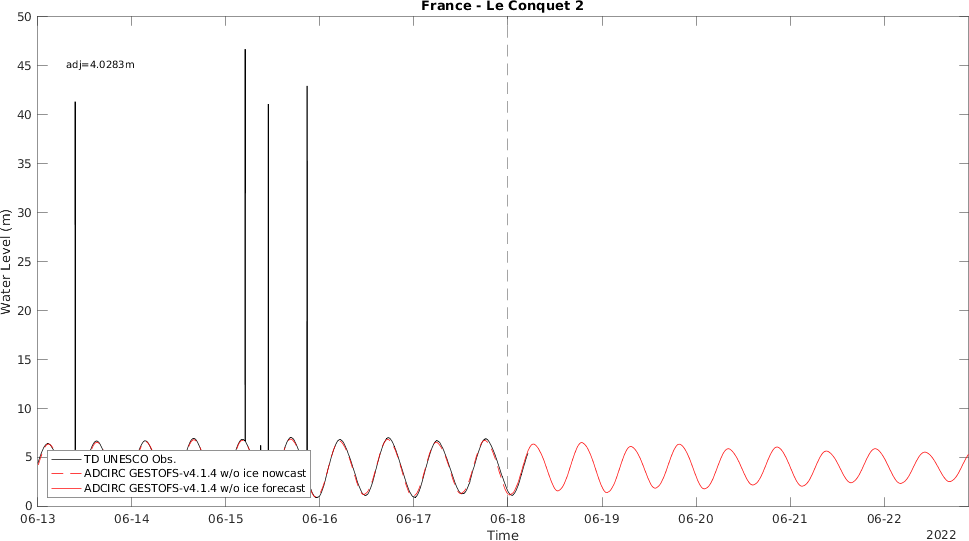 France - Le Conquet 2
50
45
40
35
30
25
20
15
10
5
0
Water Level (m)
adj=4.0283m
TD UNESCO Obs.
ADCIRC GESTOFS-v4.1.4 w/o ice nowcast
ADCIRC GESTOFS-v4.1.4 w/o ice forecast
06-13 06-14 06-15 06-16 06-17 06-18 06-19 06-20 06-21 06-22
Time
2022